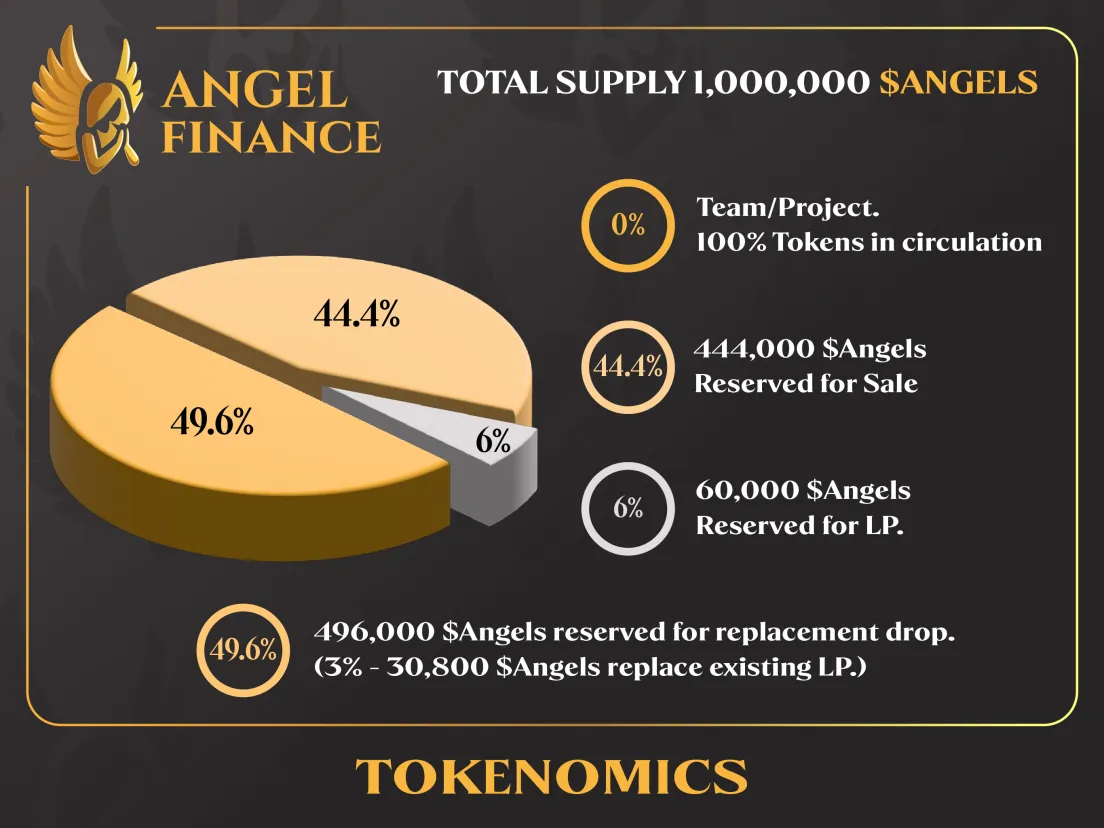 ANGEL
FINANCE
TOTAL SUPPLY 1,000,000 $ANGELS
0%
Team/Project.
100% Tokens in circulation
44.4%
49.6%
6%
44.4%
444,000 $Angels
Reserved for Sale
6%
60,000 $Angels
Reserved for LP.
49.6%
496,000 $Angels reserved for replacement drop.
(3% - 30,800 $Angels replace existing LP.)
TOKENOMICS